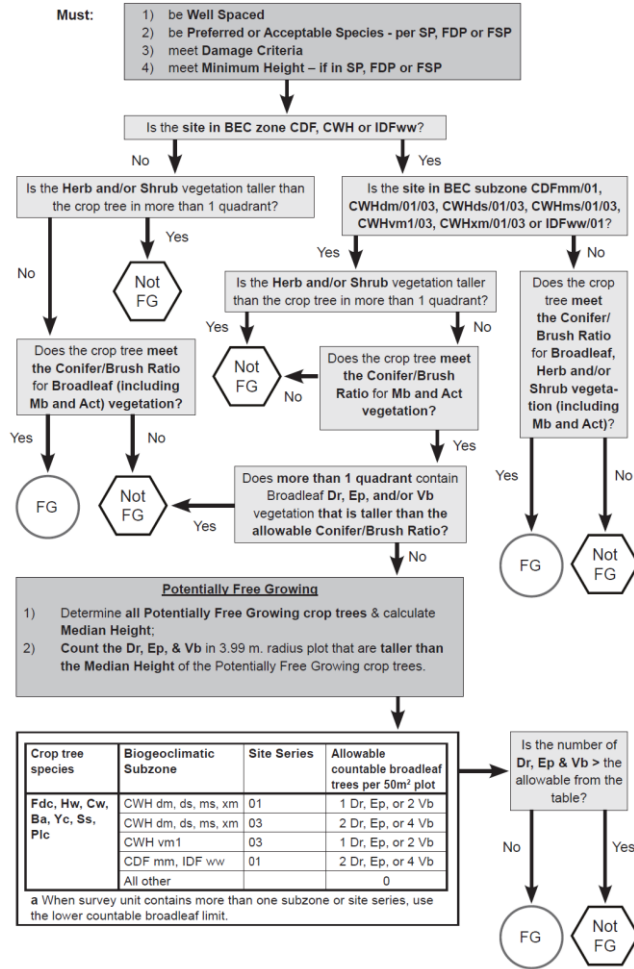 Must:
1) be Well Spaced
2) be Preferred or Acceptable Species - per SP, FDP or FSP
3) meet Damage Criteria
4) meet Minimum Height – if in SP, FDP or FSP
Is the site in BEC zone CDF, CWH or IDFww?
No
Yes
Is the Herb and/or Shrub vegetation taller than
the crop tree in more than 1 quadrant?
Is the site in BEC subzone CDFmm/01,
CWHdm/01/03, CWHds/01/03, CWHms/01/03,
CWHvm1/03, CWHxm/01/03 or IDFww/01?
No
Yes
Not
FG
Yes
No
Is the Herb and/or Shrub vegetation taller
than the crop tree in more than 1 quadrant?
Does the crop
tree meet
the Conifer/
Brush Ratio
for Broadleaf,
Herb and/or
Shrub vegeta-
tion (including
Mb and Act)?
Yes
No
Not
FG
No
Does the crop tree meet
the Conifer/Brush Ratio
for Broadleaf (including
Mb and Act) vegetation?
Does the crop tree meet
the Conifer/Brush
Ratio for Mb and Act
vegetation?
Yes
No
FG
Not
FG
Yes
Yes
Does more than 1 quadrant contain
Broadleaf Dr, Ep, and/or Vb
vegetation that is taller than the
allowable Conifer/Brush Ratio?
Yes
No
FG
Not
FG
No
Potentially Free Growing
1) Determine all Potentially Free Growing crop trees & calculate
Median Height;
2) Count the Dr, Ep, & Vb in 3.99 m. radius plot that are taller than
the Median Height of the Potentially Free Growing crop trees.
Crop tree
species
Biogeoclimatic
Subzone
Site Series
Allowable
countable broadleaf
trees per 50m² plot
Fdc, Hw, Cw,
Ba, Yc, Ss,
Plc
CWH dm, ds, ms, xm 01 1 Dr, Ep, or 2 Vb
CWH dm, ds, ms, xm 03 2 Dr, Ep, or 4 Vb
CWH vm1 03 1 Dr, Ep, or 2 Vb
CDF mm, IDF ww 01 2 Dr, Ep, or 4 Vb
All other 0
a When survey unit contains more than one subzone or site series, use
the lower countable broadleaf limit.
Is the number of
Dr, Ep & Vb > the
allowable from the
table?
No
Yes
FG
Not
FG